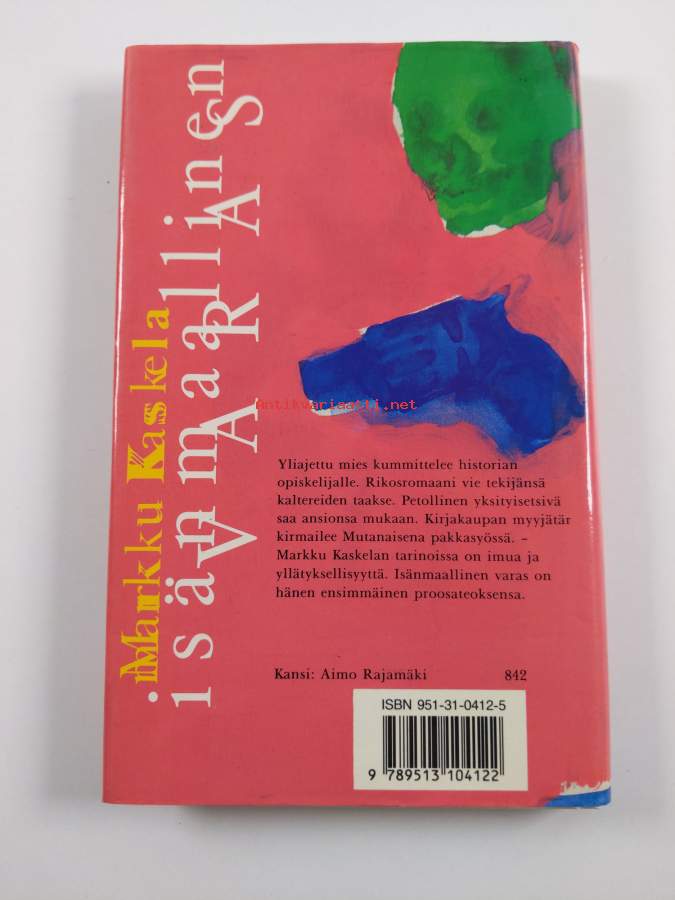 Markku Kaskela
isänmaallinen
VARAS
Antikvariaatti.net
Yliajettu mies kummittelee historian
opiskelijalle. Rikosromaani vie tekijänsä
kaltereiden taakse. Petollinen yksityisetsivä
saa ansionsa mukaan. Kirjakaupan myyjätär
kirmailee Mutanaisena pakkasyössä. –
Markku Kaskelan tarinoissa on imua ja
yllätyksellisyyttä. Isänmaallinen varas on
hänen ensimmäinen proosateoksensa.
Kansi: Aimo Rajamäki 842
ISBN 951-31-0412-5
9 789513 104122